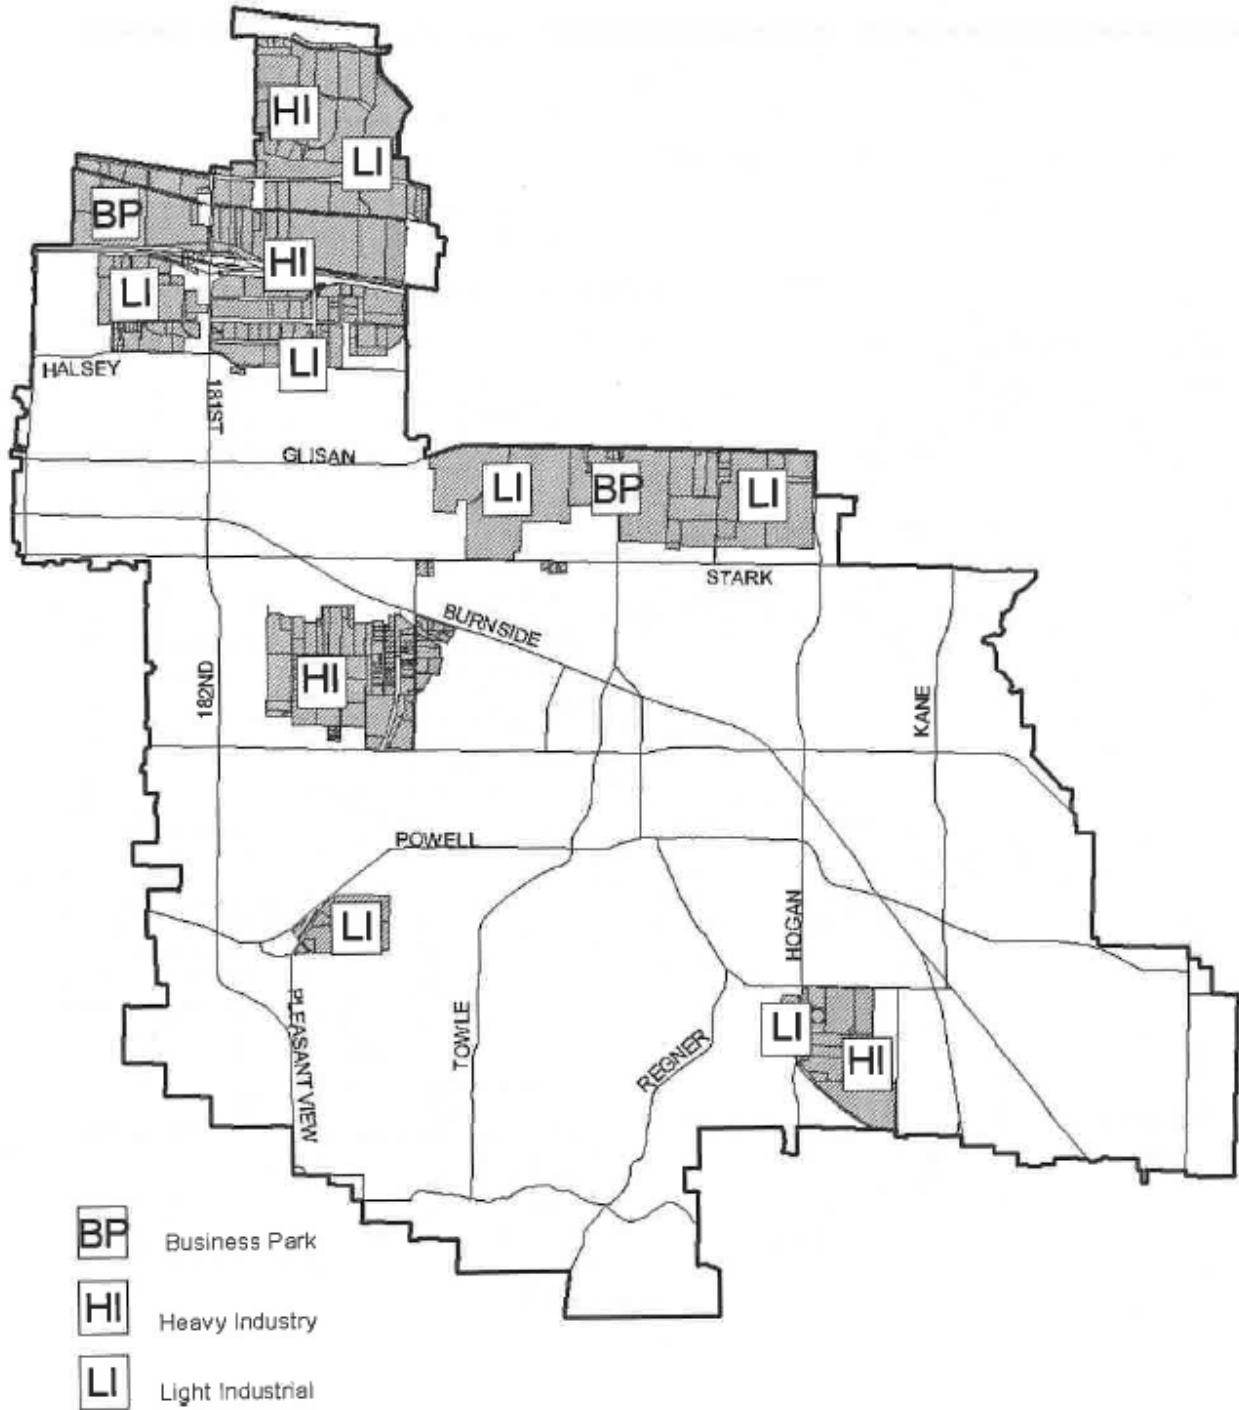 HI
LI
BP
HI
LI
LI
HALSEY
181ST
GLISAN
LI
BP
LI
STARK
BURNSIDE
HI
182ND
KANE
POWELL
LI
HOGAN
PLEASANT VIEW
TOWLE
REGNER
LI
HI
BP Business Park
HI Heavy Industry
LI Light Industrial